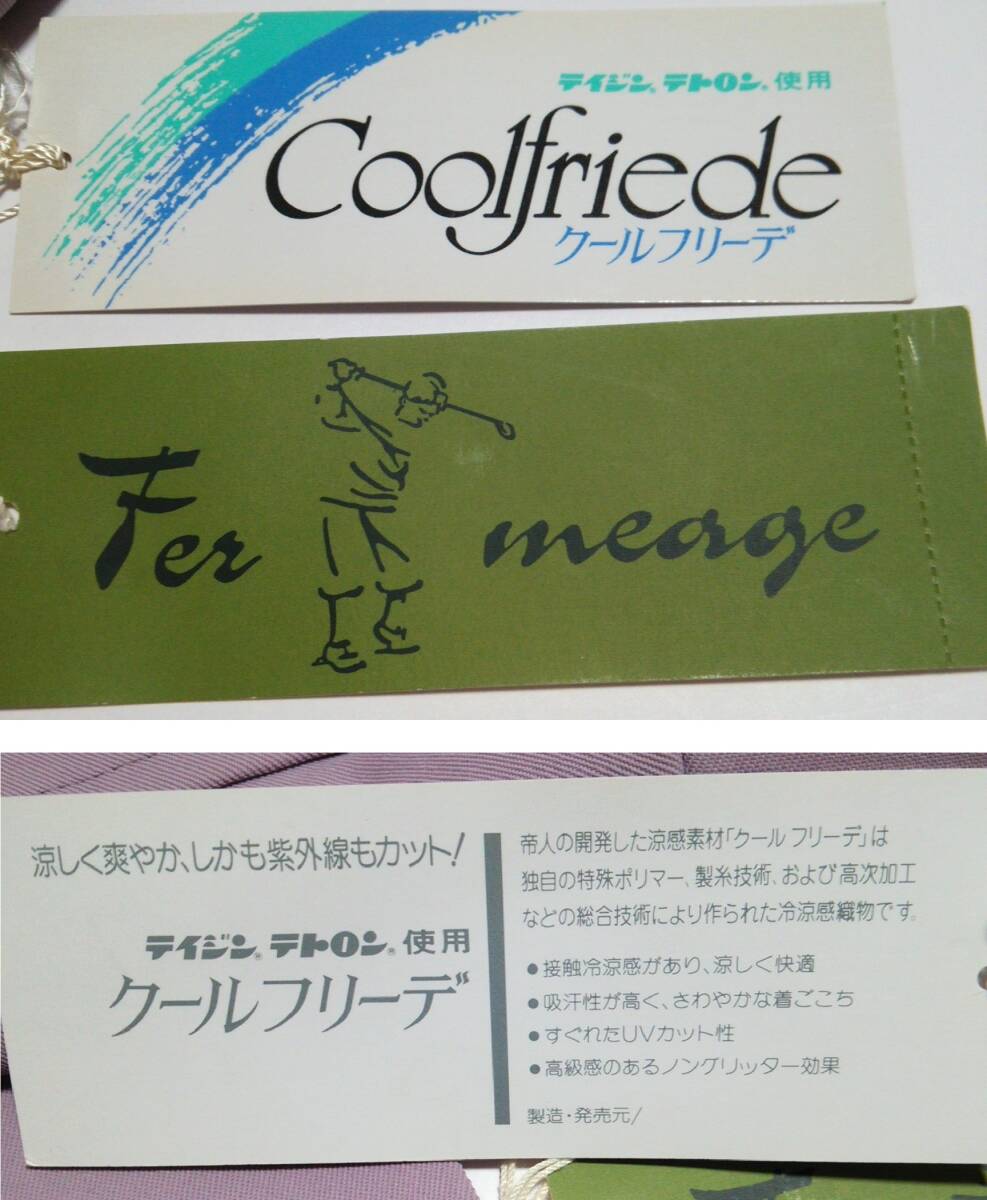 テイジン®テトロン®使用
Coolfriede
クールフリーデ
Fer meage
涼しく爽やか、しかも紫外線もカット!
テイジン®テトロン®使用
クールフリーデ
帝人の開発した涼感素材「クールフリーデ」は
独自の特殊ポリマー、製糸技術、および高次加工
などの総合技術により作られた冷涼感織物です。
●接触冷涼感があり、涼しく快適
●吸汗性が高く、さわやかな着ごこち
●すぐれたUVカット性
●高級感のあるノングリッター効果
製造・発売元/